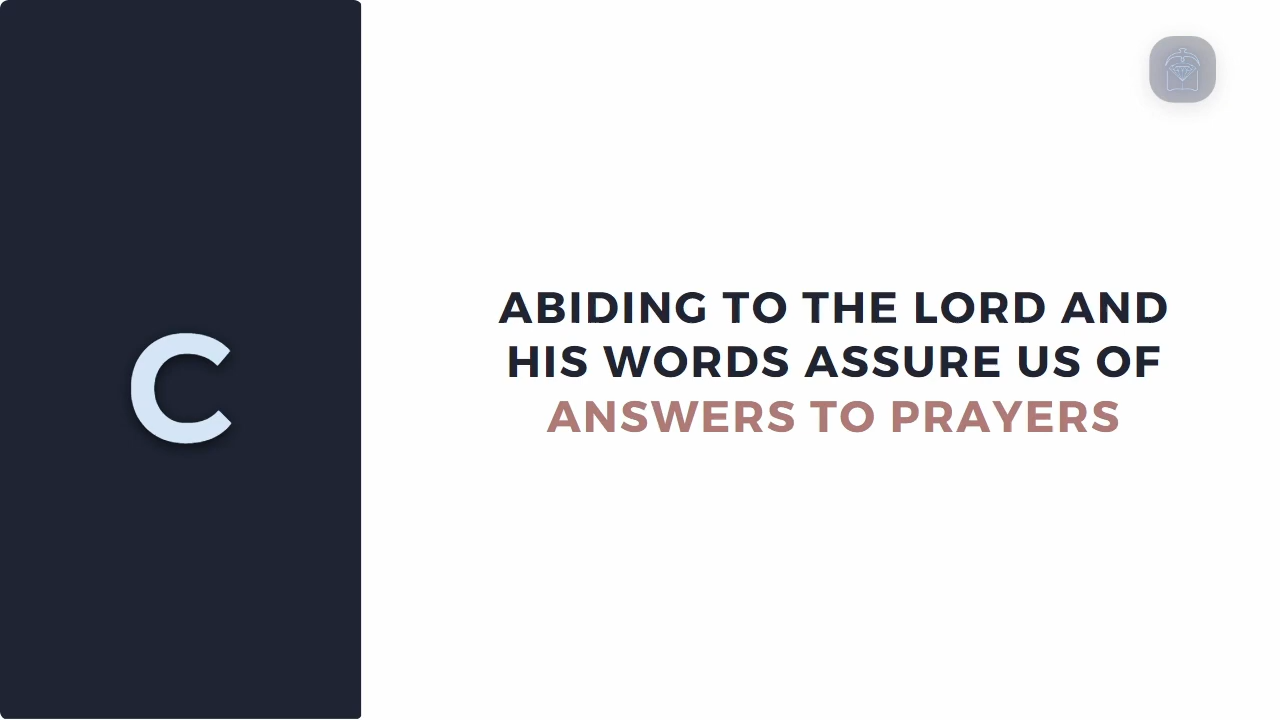 C
ABIDING TO THE LORD AND
HIS WORDS ASSURE US OF
ANSWERS TO PRAYERS